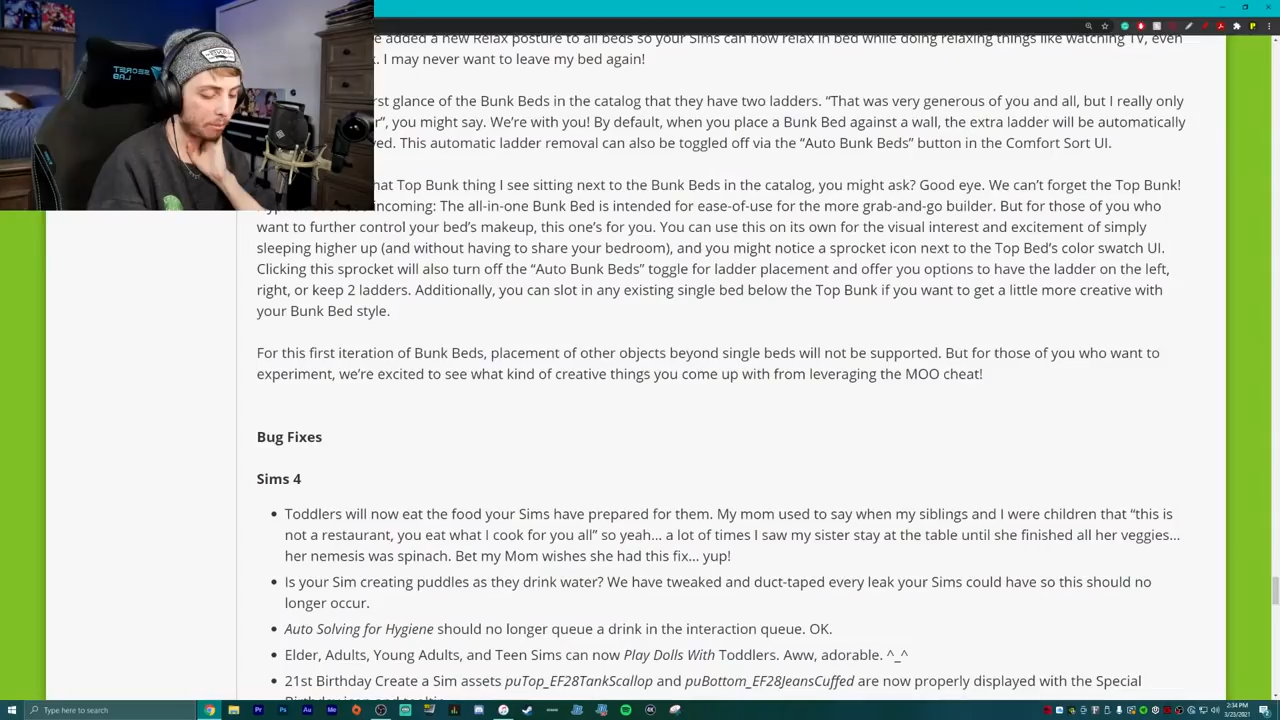 added a new Relax posture to all beds so your Sims can now relax in bed while doing relaxing things like watching TV, even
I may never want to leave my bed again!
glance of the Bunk Beds in the catalog that they have two ladders. “That was very generous of you and all, but I really only
you might say. We’re with you! By default, when you place a Bunk Bed against a wall, the extra ladder will be automatically
This automatic ladder removal can also be toggled off via the “Auto Bunk Beds” button in the Comfort Sort UI.
Top Bunk thing I see sitting next to the Bunk Beds in the catalog, you might ask? Good eye. We can’t forget the Top Bunk!
incoming: The all-in-one Bunk Bed is intended for ease-of-use for the more grab-and-go builder. But for those of you who
want to further control your bed’s makeup, this one’s for you. You can use this on its own for the visual interest and excitement of simply
sleeping higher up (and without having to share your bedroom), and you might notice a sprocket icon next to the Top Bed’s color swatch UI.
Clicking this sprocket will also turn off the “Auto Bunk Beds” toggle for ladder placement and offer you options to have the ladder on the left,
right, or keep 2 ladders. Additionally, you can slot in any existing single bed below the Top Bunk if you want to get a little more creative with
your Bunk Bed style.
For this first iteration of Bunk Beds, placement of other objects beyond single beds will not be supported. But for those of you who want to
experiment, we’re excited to see what kind of creative things you come up with from leveraging the MOO cheat!
Bug Fixes
Sims 4
• Toddlers will now eat the food your Sims have prepared for them. My mom used to say when my siblings and I were children that “this is
not a restaurant, you eat what I cook for you all” so yeah… a lot of times I saw my sister stay at the table until she finished all her veggies…
her nemesis was spinach. Bet my Mom wishes she had this fix… yup!
• Is your Sim creating puddles as they drink water? We have tweaked and duct-taped every leak your Sims could have so this should no
longer occur.
• Auto Solving for Hygiene should no longer queue a drink in the interaction queue. OK.
• Elder, Adults, Young Adults, and Teen Sims can now Play Dolls With Toddlers. Aww, adorable. ^_^
• 21st Birthday Create a Sim assets puTop_EF28TankScallop and puBottom_EF28JeansCuffed are now properly displayed with the Special
SECRET
LAB
Type here to search
2:34 PM
3/23/2021